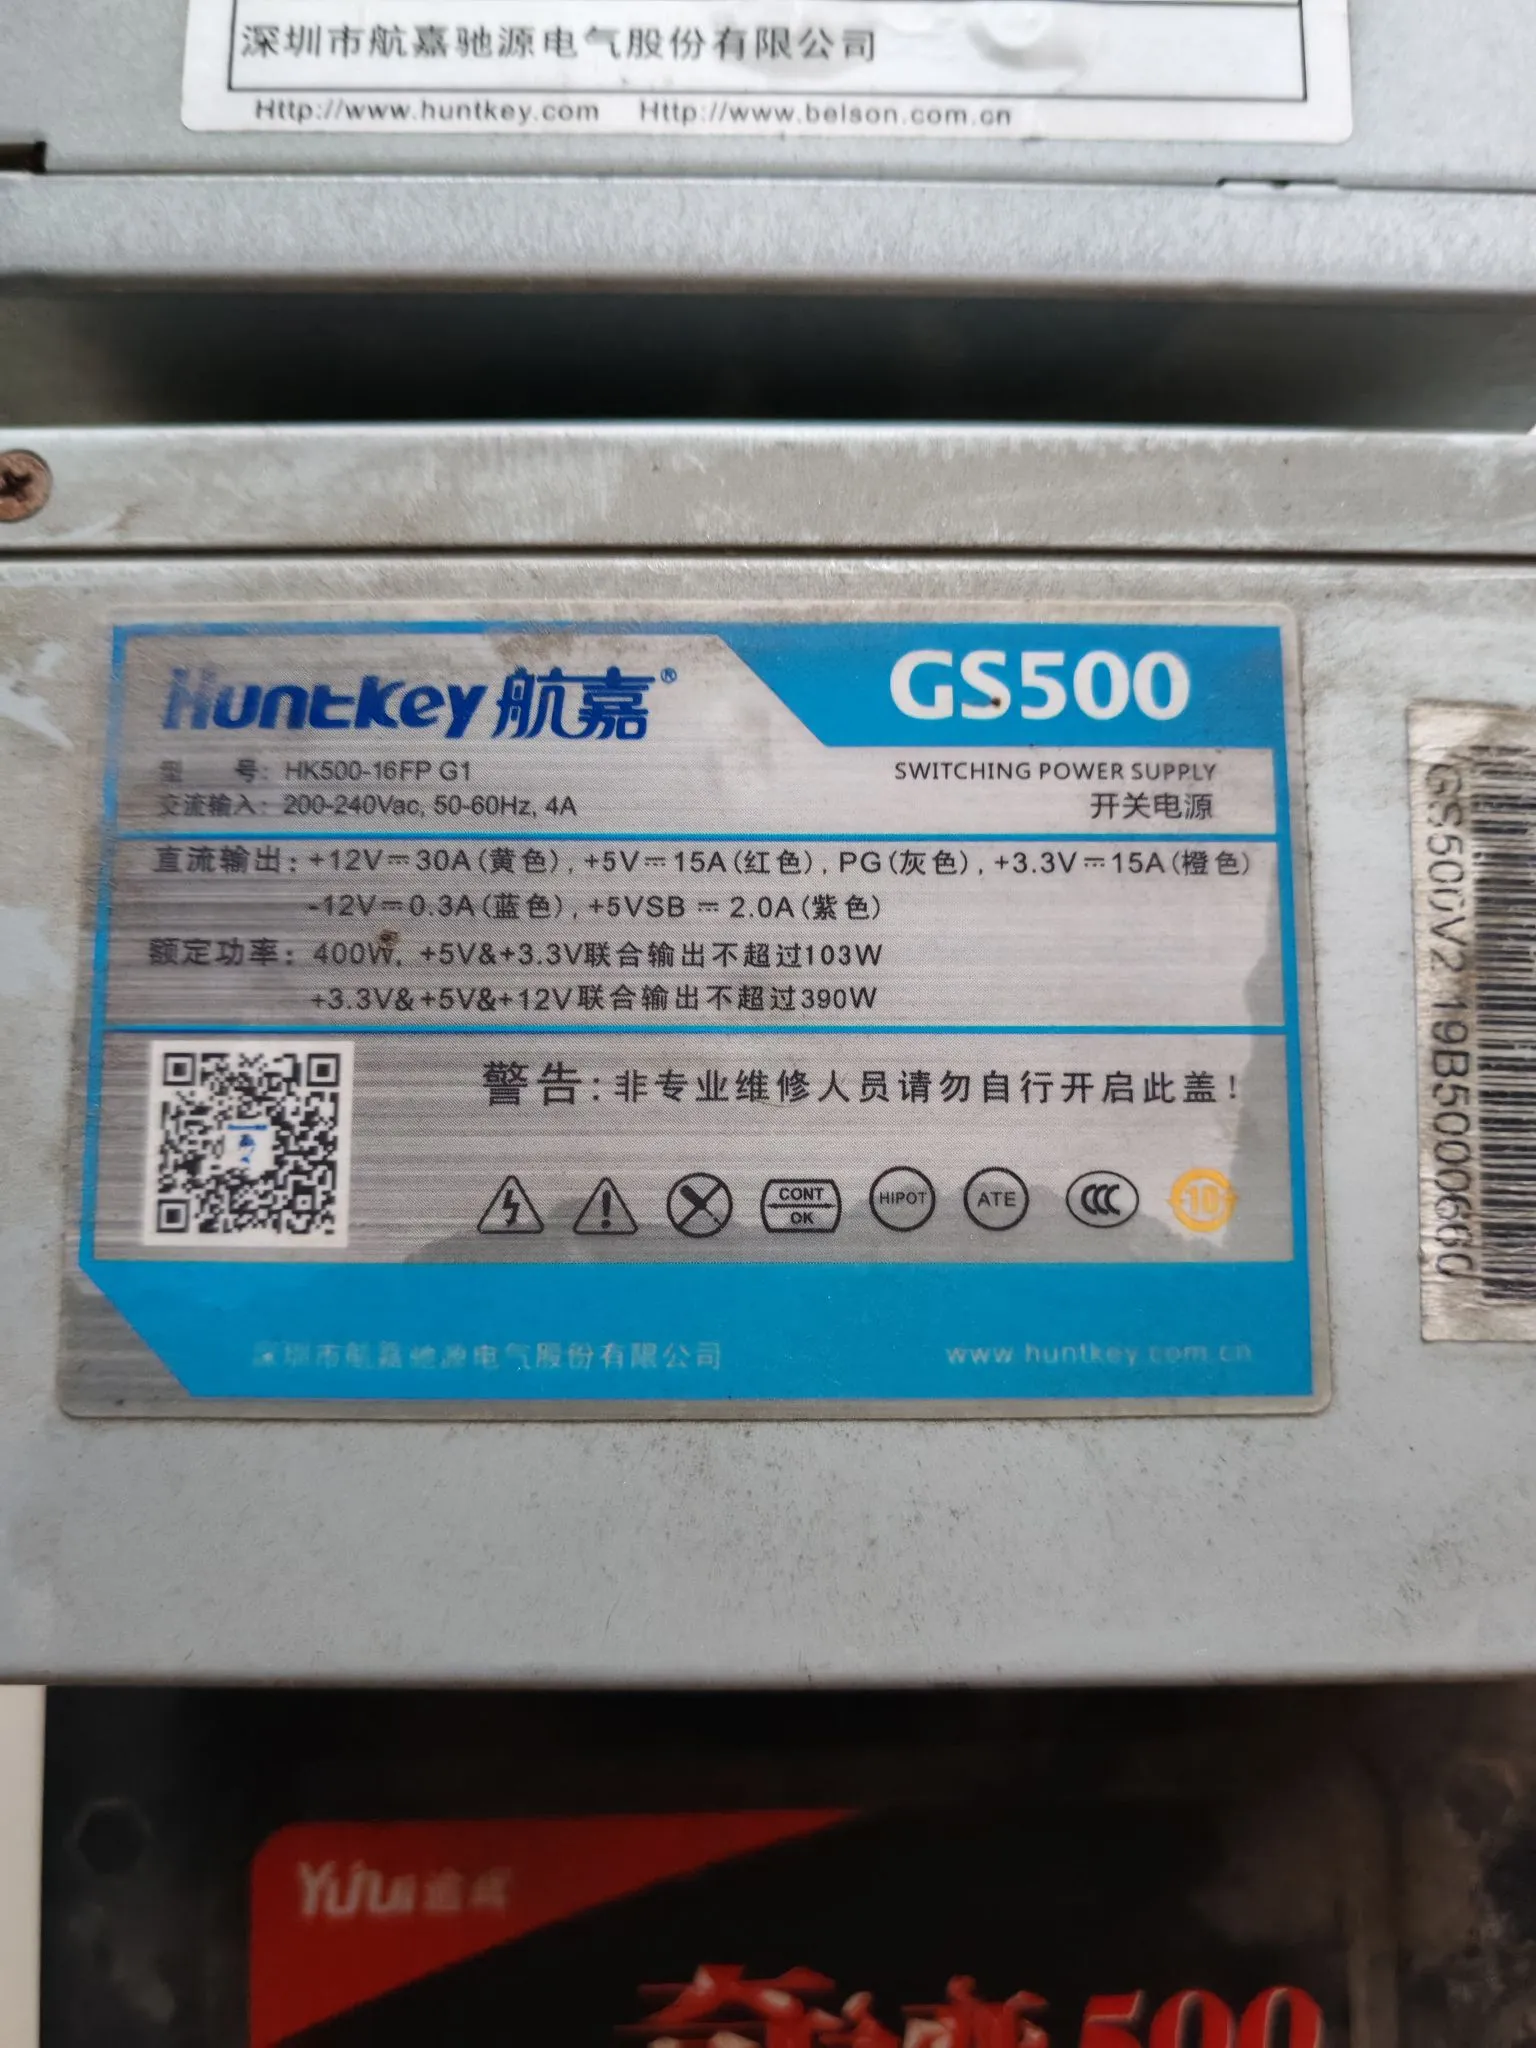 深圳市航嘉驰源电气股份有限公司
Http://www.huntkey.com Http://www.belson.com.cn
Huntkey 航嘉® GS500
型 号: HK500-16FP G1 SWITCHING POWER SUPPLY
交流输入: 200-240Vac, 50-60Hz, 4A 开关电源
直流输出: +12V⎓30A(黄色), +5V⎓15A(红色), PG(灰色), +3.3V⎓15A(橙色)
-12V⎓0.3A(蓝色), +5VSB⎓2.0A(紫色)
额定功率: 400W, +5V&+3.3V联合输出不超过103W
+3.3V&+5V&+12V联合输出不超过390W
警告: 非专业维修人员请勿自行开启此盖!
CONT
OK
HIPOT
ATE
CCC
10
深圳市航嘉驰源电气股份有限公司 www.huntkey.com.cn
GS500V219B5000660
500